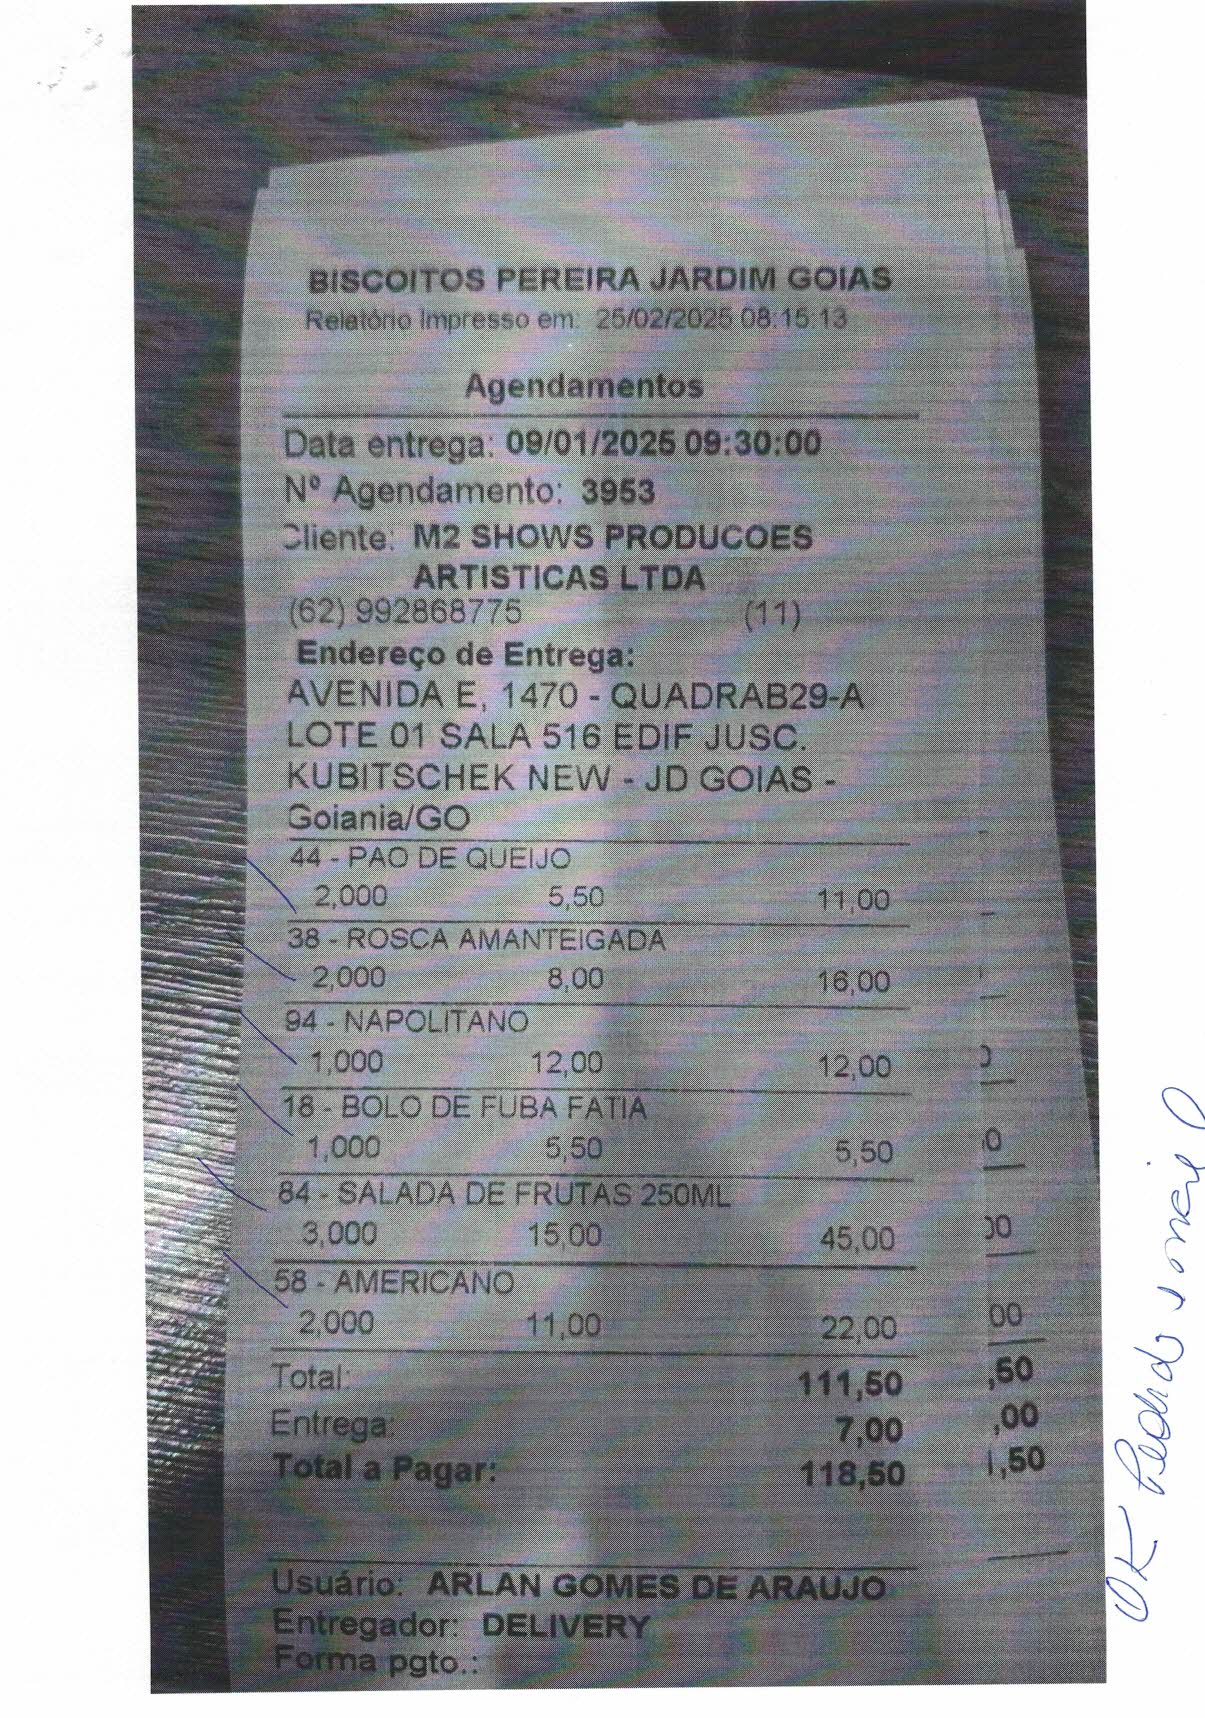 BISCOITOS PEREIRA JARDIM GOIAS
Relatório Impresso em: 25/02/2025 08:15:13
Agendamentos
Data entrega: 09/01/2025 09:30:00
Nº Agendamento: 3953
Cliente: M2 SHOWS PRODUCOES
ARTISTICAS LTDA
(62) 992868775 (11)
Endereço de Entrega:
AVENIDA E, 1470 - QUADRAB29-A
LOTE 01 SALA 516 EDIF JUSC.
KUBITSCHEK NEW - JD GOIAS -
Goiania/GO
44 - PAO DE QUEIJO
2,000 5,50 11,00
38 - ROSCA AMANTEIGADA
2,000 8,00 16,00
94 - NAPOLITANO
1,000 12,00 12,00
18 - BOLO DE FUBA FATIA
1,000 5,50 5,50
84 - SALADA DE FRUTAS 250ML
3,000 15,00 45,00
58 - AMERICANO
2,000 11,00 22,00
Total: 111,50
Entrega: 7,00
Total a Pagar: 118,50
Usuário: ARLAN GOMES DE ARAUJO
Entregador: DELIVERY
Forma pgto.:
00
,50
,00
,50
OK